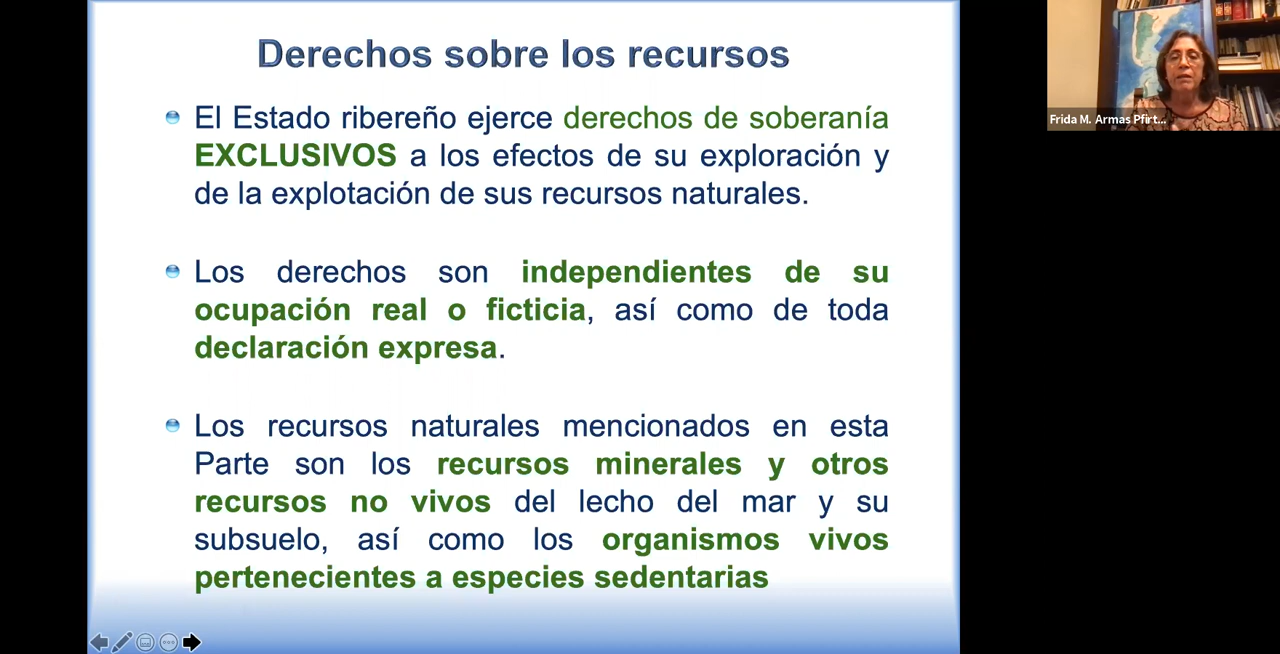 Derechos sobre los recursos
El Estado ribereño ejerce derechos de soberanía
EXCLUSIVOS a los efectos de su exploración y
de la explotación de sus recursos naturales.
Los derechos son independientes de su
ocupación real o ficticia, así como de toda
declaración expresa.
Los recursos naturales mencionados en esta
Parte son los recursos minerales y otros
recursos no vivos del lecho del mar y su
subsuelo, así como los organismos vivos
pertenecientes a especies sedentarias
Frida M. Armas Pfirt...